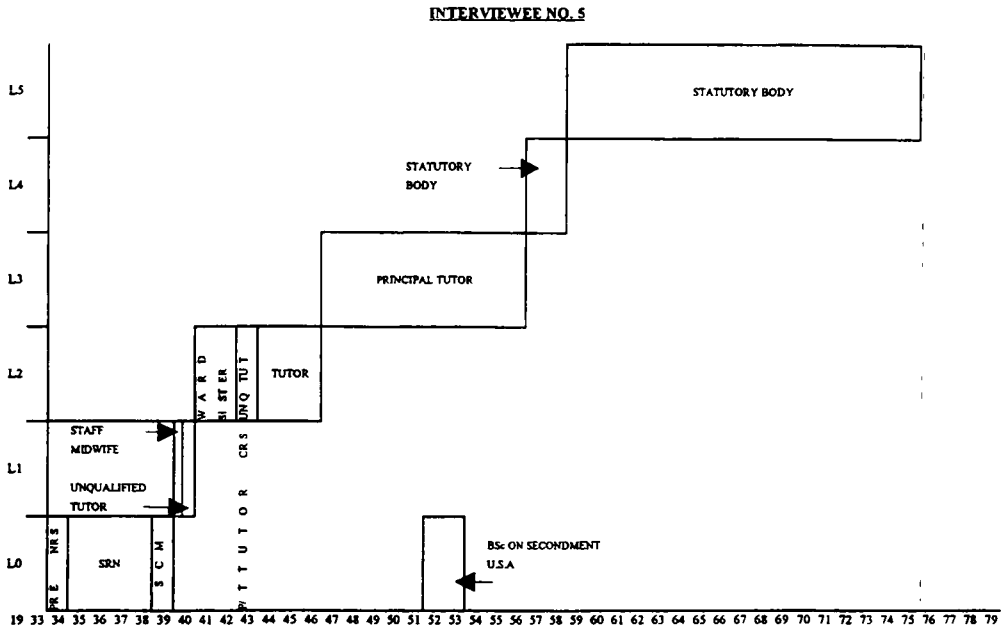 INTERVIEWEE NO. 5
L5
STATUTORY BODY
STATUTORY
BODY
L4
L3
PRINCIPAL TUTOR
L2
WARD
SISTER
UNQ TUT
TUTOR
STAFF
MIDWIFE
L1
UNQUALIFIED
TUTOR
P/T TUTOR CRS
L0
PRE NRS
SRN
SCM
BSc ON SECONDMENT
U.S.A
19 33 34 35 36 37 38 39 40 41 42 43 44 45 46 47 48 49 50 51 52 53 54 55 56 57 58 59 60 61 62 63 64 65 66 67 68 69 70 71 72 73 74 75 76 77 78 79